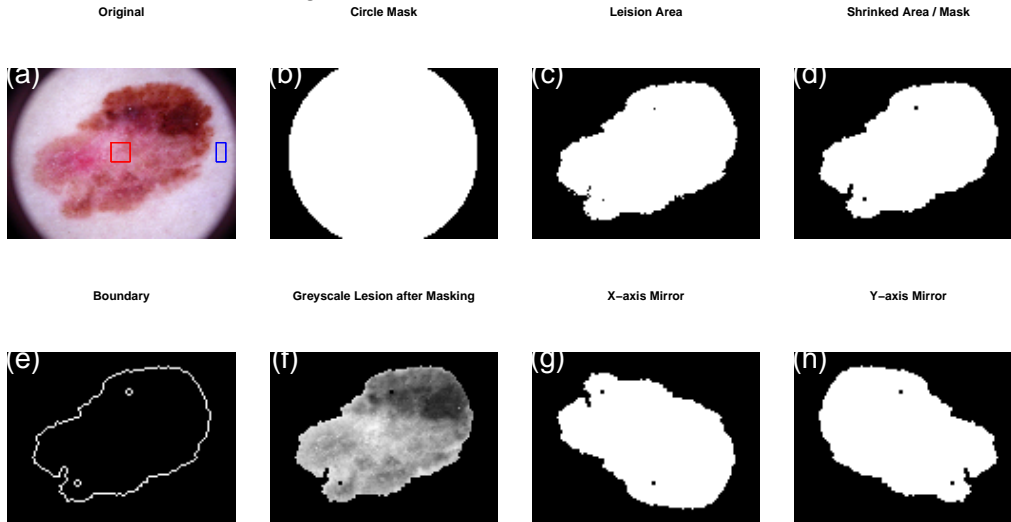 Original
Circle Mask
Leision Area
Shrinked Area / Mask
(a)
(b)
(c)
(d)
Boundary
Greyscale Lesion after Masking
X−axis Mirror
Y−axis Mirror
(e)
(f)
(g)
(h)